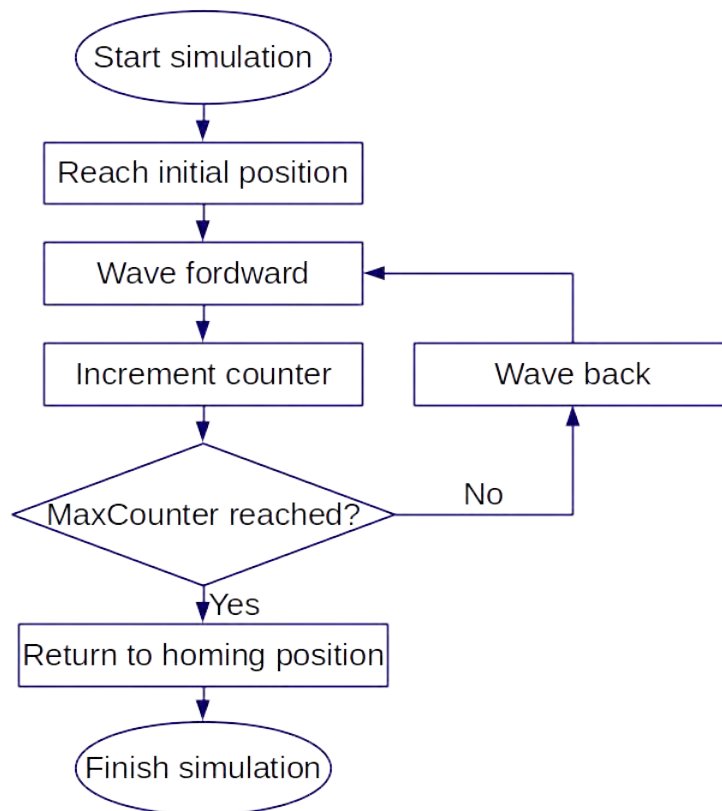 Start simulation
Reach initial position
Wave fordward
Increment counter
Wave back
MaxCounter reached?
No
Yes
Return to homing position
Finish simulation